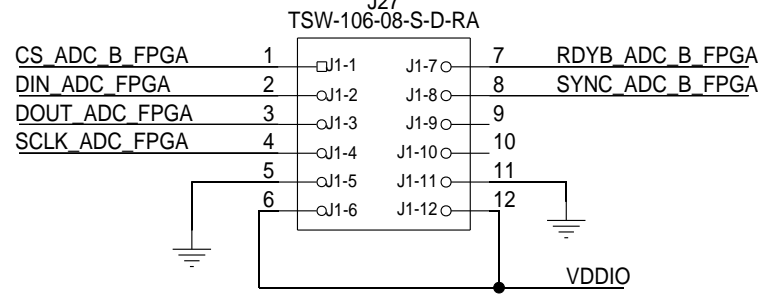 J27
TSW-106-08-S-D-RA
CS_ADC_B_FPGA 1 J1-1 J1-7 7 RDYB_ADC_B_FPGA
DIN_ADC_FPGA 2 J1-2 J1-8 8 SYNC_ADC_B_FPGA
DOUT_ADC_FPGA 3 J1-3 J1-9 9
SCLK_ADC_FPGA 4 J1-4 J1-10 10
5 J1-5 J1-11 11
6 J1-6 J1-12 12
VDDIO